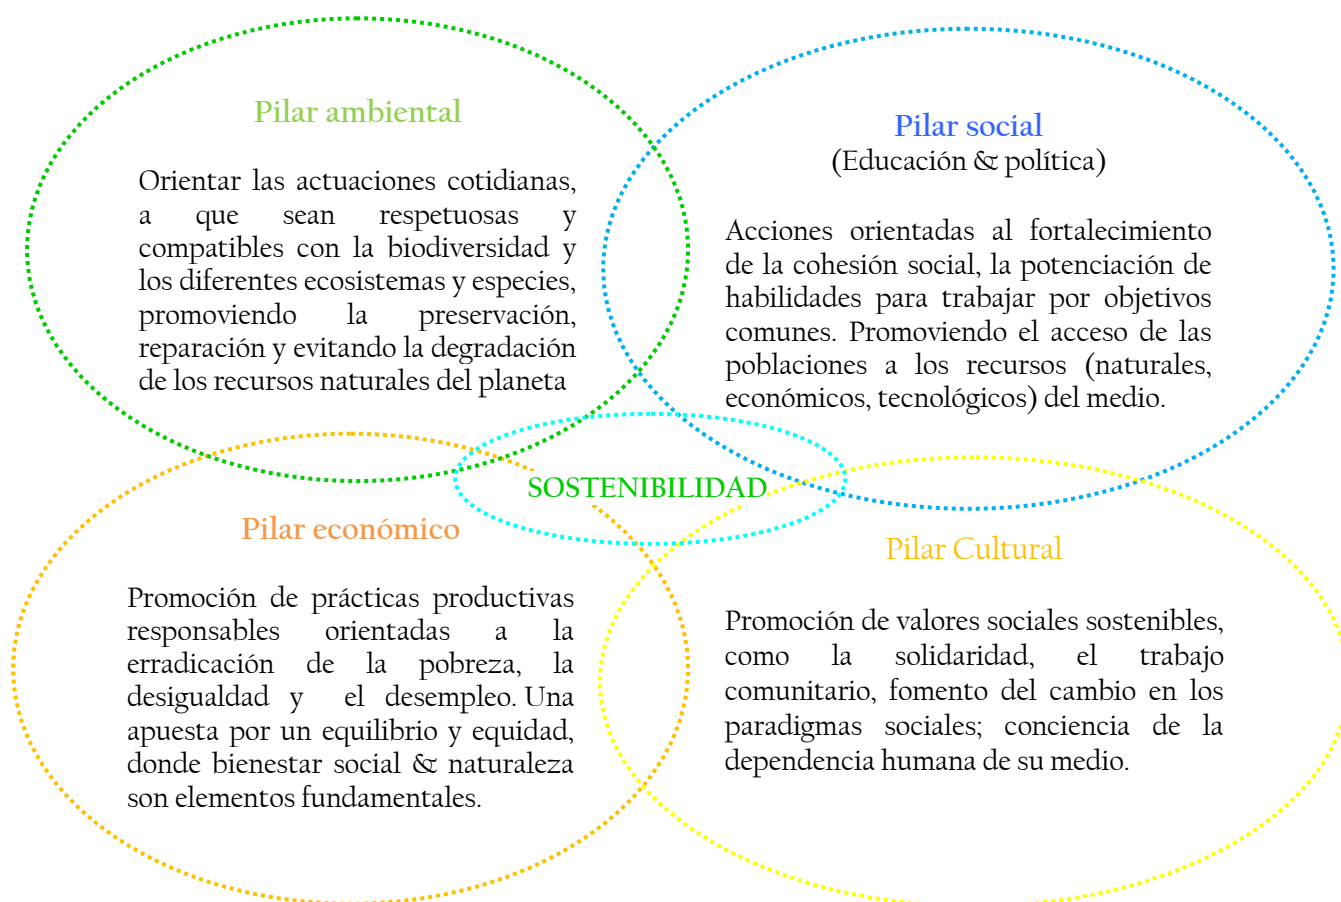 Pilar ambiental
Orientar las actuaciones cotidianas,
a que sean respetuosas y
compatibles con la biodiversidad y
los diferentes ecosistemas y especies,
promoviendo la preservación,
reparación y evitando la degradación
de los recursos naturales del planeta
Pilar social
(Educación & política)
Acciones orientadas al fortalecimiento
de la cohesión social, la potenciación de
habilidades para trabajar por objetivos
comunes. Promoviendo el acceso de las
poblaciones a los recursos (naturales,
económicos, tecnológicos) del medio.
SOSTENIBILIDAD
Pilar económico
Promoción de prácticas productivas
responsables orientadas a la
erradicación de la pobreza, la
desigualdad y el desempleo. Una
apuesta por un equilibrio y equidad,
donde bienestar social & naturaleza
son elementos fundamentales.
Pilar Cultural
Promoción de valores sociales sostenibles,
como la solidaridad, el trabajo
comunitario, fomento del cambio en los
paradigmas sociales; conciencia de la
dependencia humana de su medio.